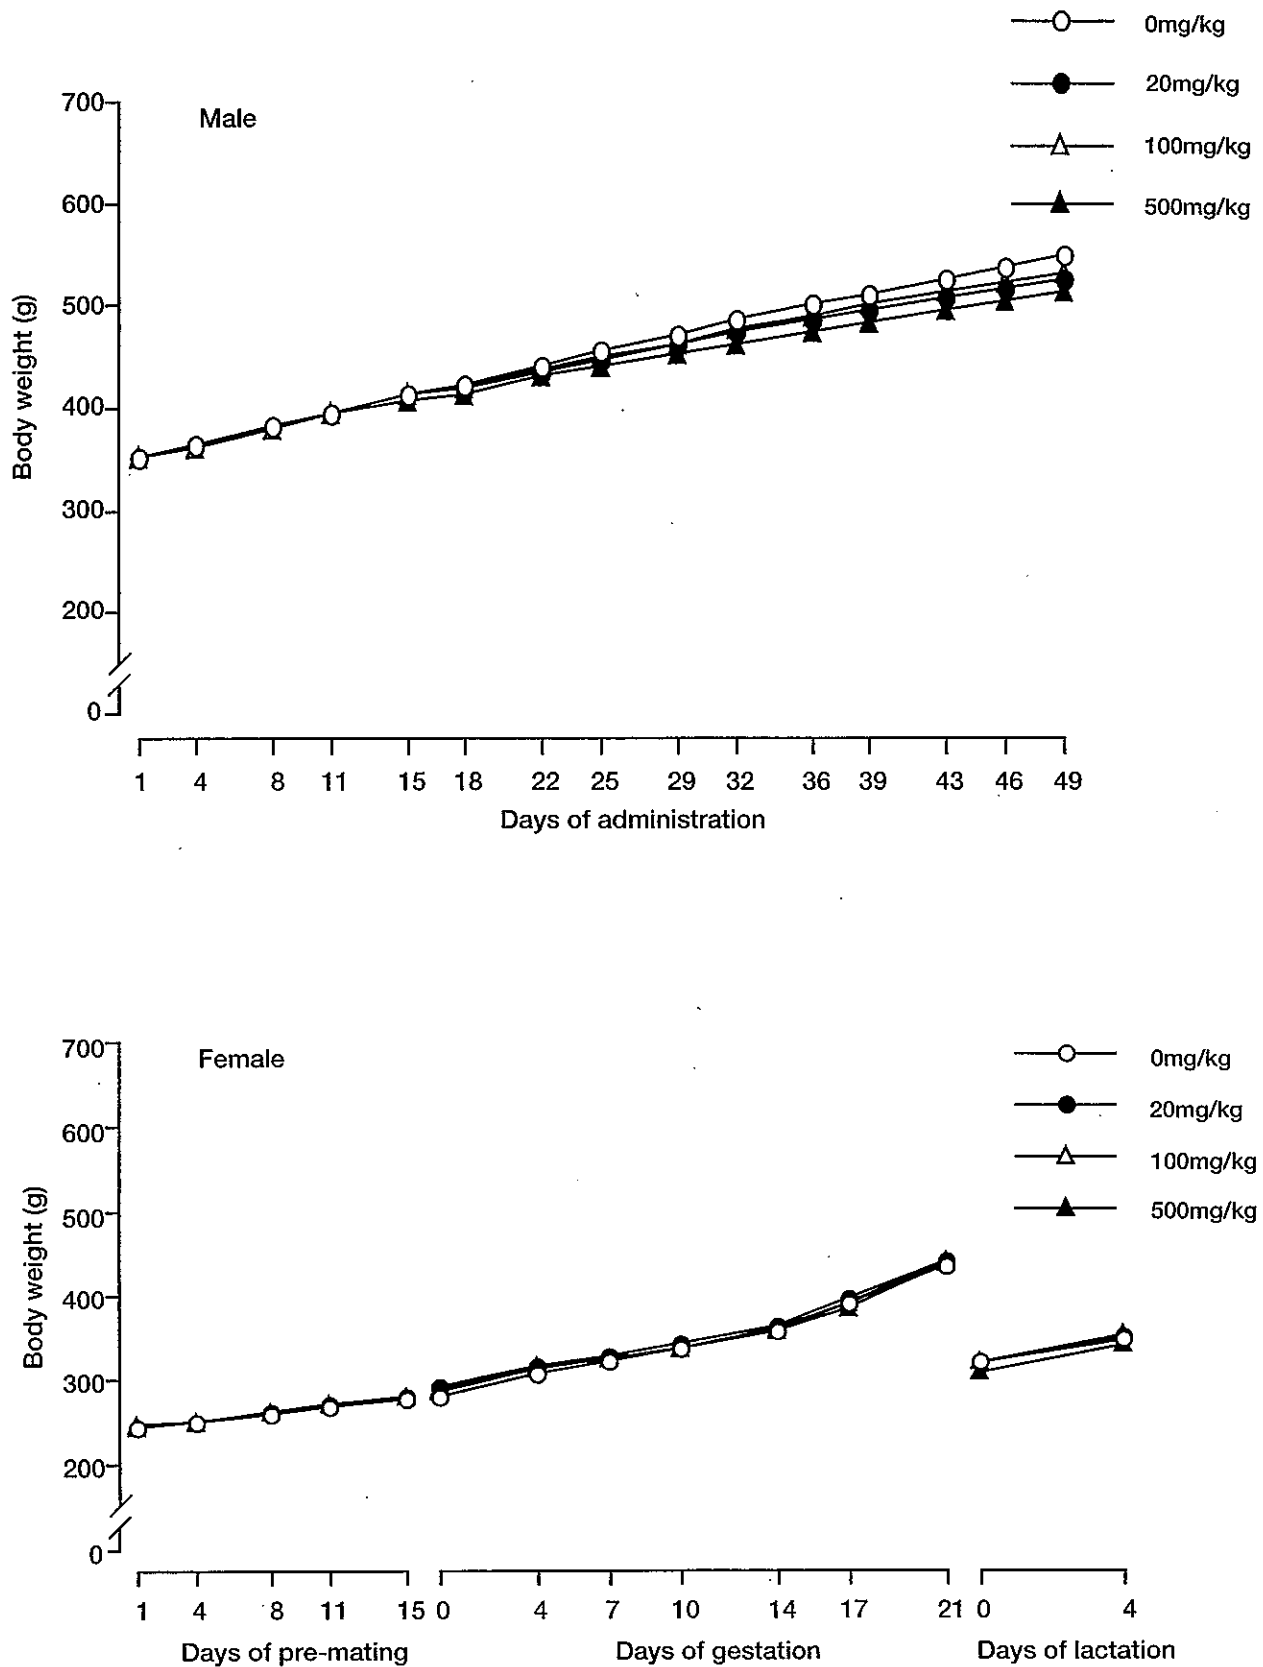 0mg/kg
20mg/kg
100mg/kg
500mg/kg
Male
700
600
500
400
300
200
0
Body weight (g)
1 4 8 11 15 18 22 25 29 32 36 39 43 46 49
Days of administration
Female
0mg/kg
20mg/kg
100mg/kg
500mg/kg
700
600
500
400
300
200
0
Body weight (g)
1 4 8 11 15 0 4 7 10 14 17 21 0 4
Days of pre-mating Days of gestation Days of lactation